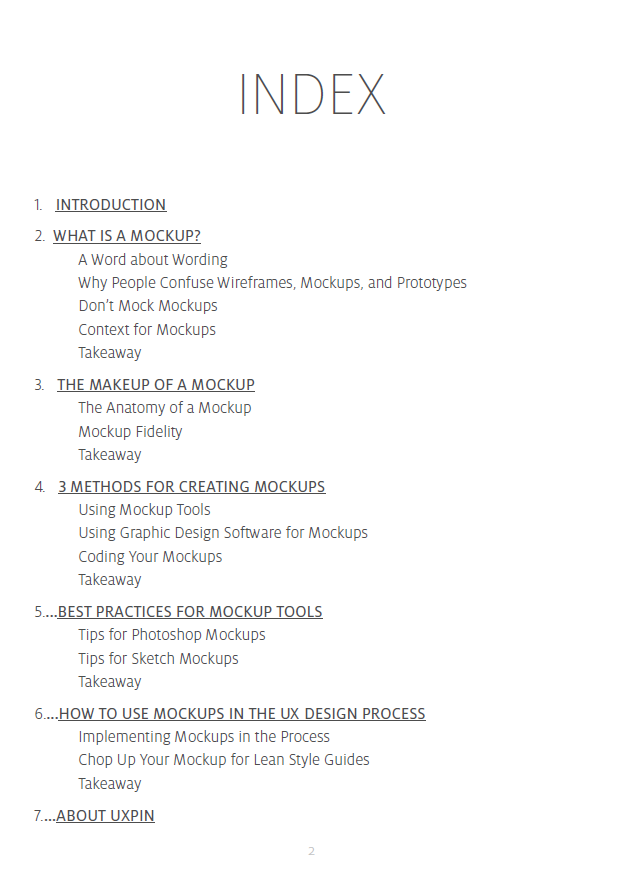 INDEX
1. INTRODUCTION
2. WHAT IS A MOCKUP?
A Word about Wording
Why People Confuse Wireframes, Mockups, and Prototypes
Don't Mock Mockups
Context for Mockups
Takeaway
3. THE MAKEUP OF A MOCKUP
The Anatomy of a Mockup
Mockup Fidelity
Takeaway
4. 3 METHODS FOR CREATING MOCKUPS
Using Mockup Tools
Using Graphic Design Software for Mockups
Coding Your Mockups
Takeaway
5....BEST PRACTICES FOR MOCKUP TOOLS
Tips for Photoshop Mockups
Tips for Sketch Mockups
Takeaway
6....HOW TO USE MOCKUPS IN THE UX DESIGN PROCESS
Implementing Mockups in the Process
Chop Up Your Mockup for Lean Style Guides
Takeaway
7....ABOUT UXPIN
2